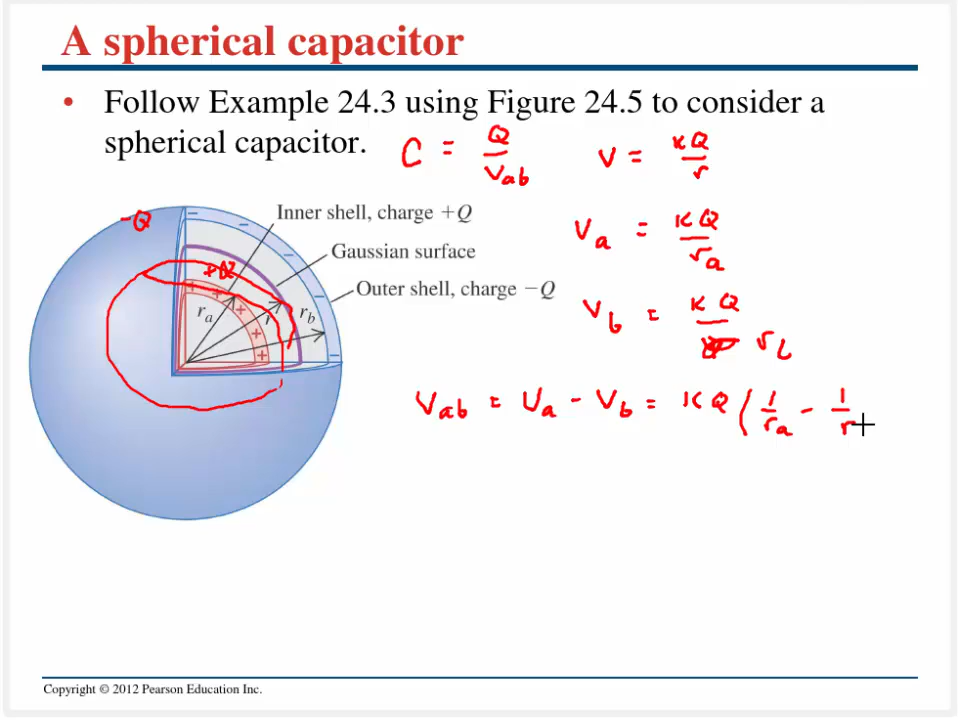 A spherical capacitor
• Follow Example 24.3 using Figure 24.5 to consider a
spherical capacitor.
C = Q / Vab
V = KQ / r
-Q
Inner shell, charge +Q
Va = KQ / ra
Gaussian surface
+Q
Outer shell, charge −Q
ra
r
rb
Vb = KQ / rb
Vab = Va - Vb = KQ ( 1/ra - 1/r
Copyright © 2012 Pearson Education Inc.